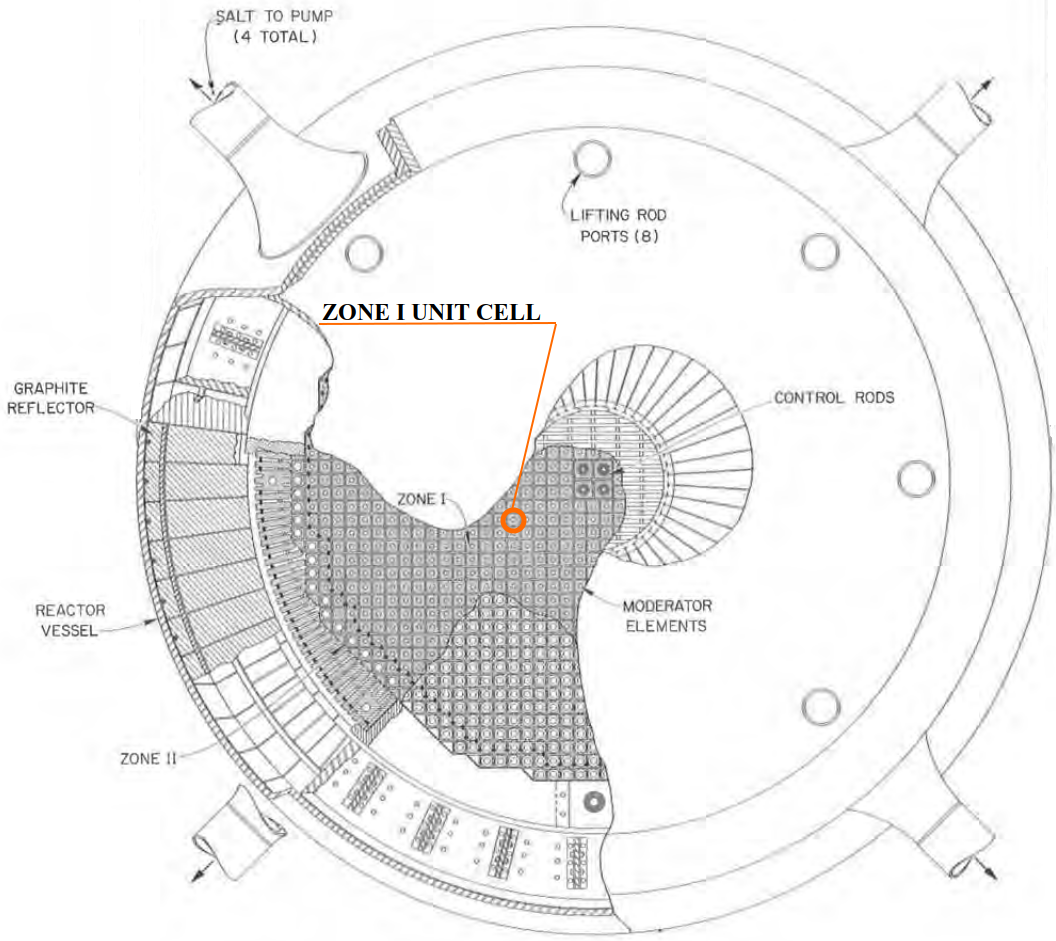 SALT TO PUMP
(4 TOTAL)
LIFTING ROD
PORTS (8)
ZONE I UNIT CELL
GRAPHITE
REFLECTOR
CONTROL RODS
ZONE I
REACTOR
VESSEL
MODERATOR
ELEMENTS
ZONE II